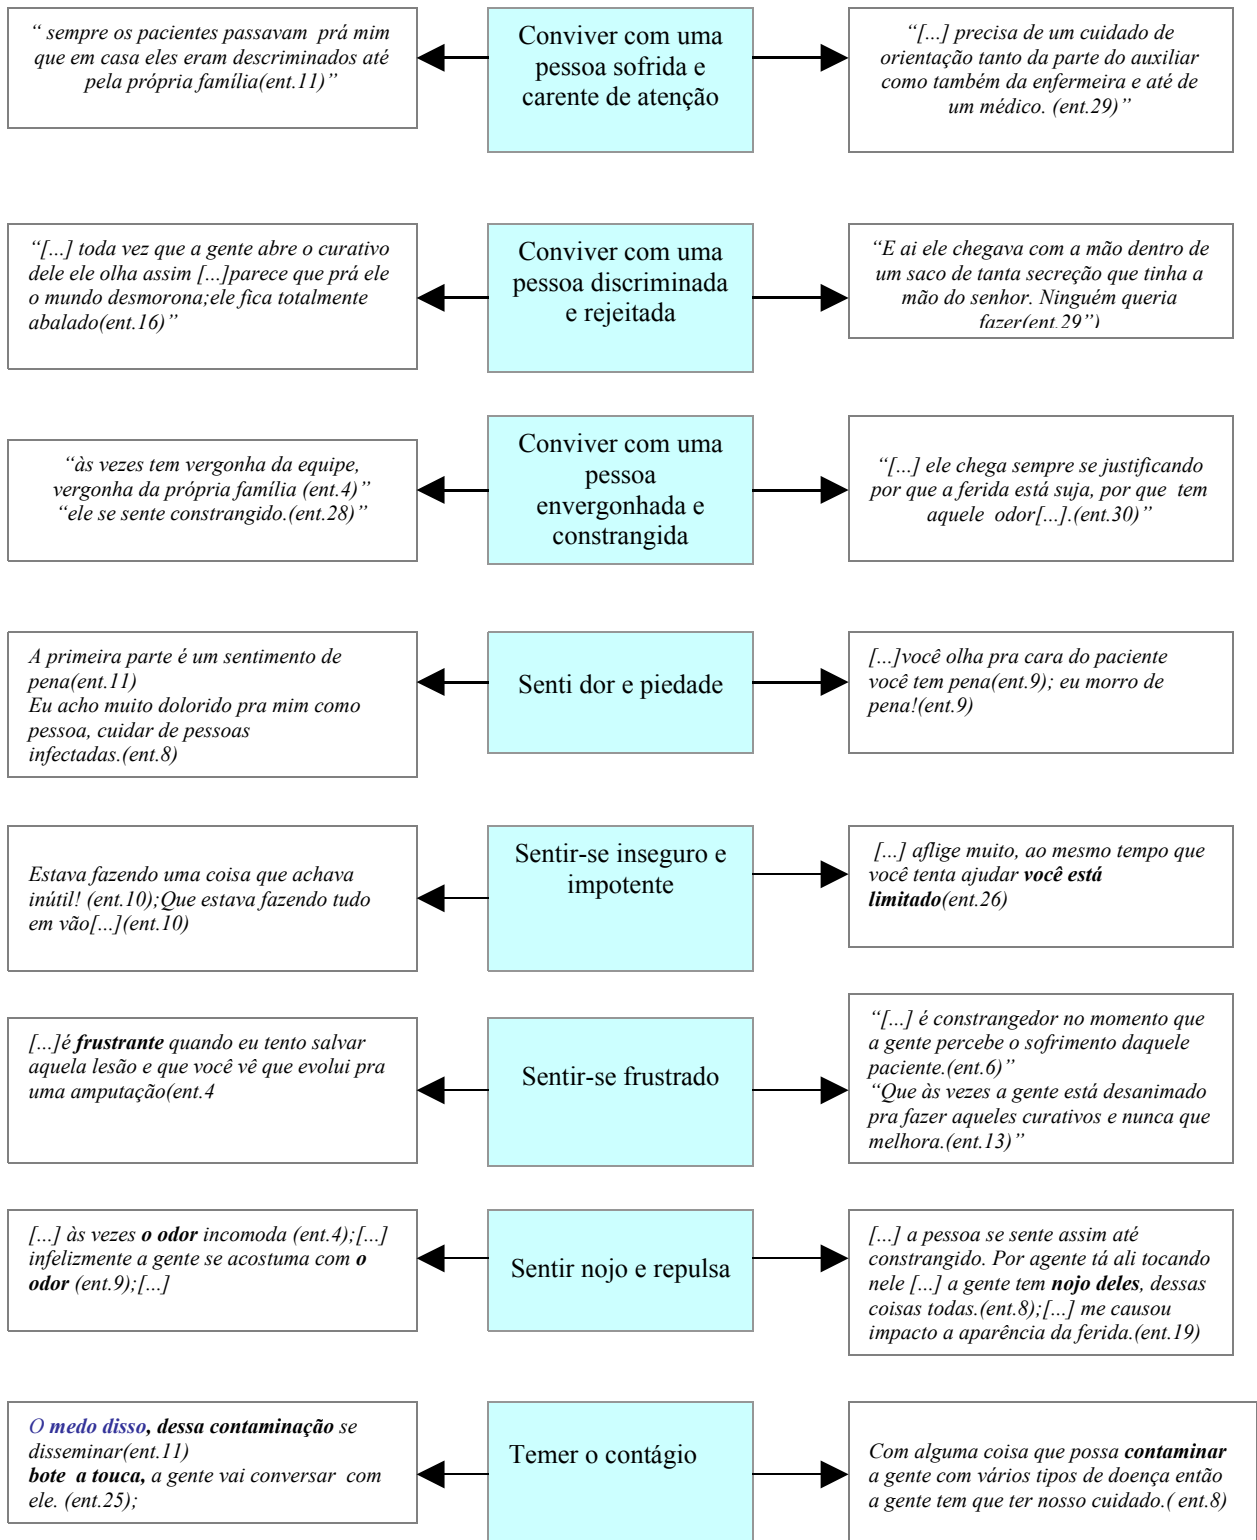 “ sempre os pacientes passavam prá mim
que em casa eles eram descriminados até
pela própria família(ent.11)”
Conviver com uma
pessoa sofrida e
carente de atenção
“[...] precisa de um cuidado de
orientação tanto da parte do auxiliar
como também da enfermeira e até de
um médico. (ent.29)”
“[...] toda vez que a gente abre o curativo
dele ele olha assim [...]parece que prá ele
o mundo desmorona;ele fica totalmente
abalado(ent.16)”
Conviver com uma
pessoa discriminada
e rejeitada
“E ai ele chegava com a mão dentro de
um saco de tanta secreção que tinha a
mão do senhor. Ninguém queria
fazer(ent.29”)
“às vezes tem vergonha da equipe,
vergonha da própria família (ent.4)”
“ele se sente constrangido.(ent.28)”
Conviver com uma
pessoa
envergonhada e
constrangida
“[...] ele chega sempre se justificando
por que a ferida está suja, por que tem
aquele odor[...].(ent.30)”
A primeira parte é um sentimento de
pena(ent.11)
Eu acho muito dolorido pra mim como
pessoa, cuidar de pessoas
infectadas.(ent.8)
Senti dor e piedade
[...]você olha pra cara do paciente
você tem pena(ent.9); eu morro de
pena!(ent.9)
Estava fazendo uma coisa que achava
inútil! (ent.10);Que estava fazendo tudo
em vão[...](ent.10)
Sentir-se inseguro e
impotente
[...] aflige muito, ao mesmo tempo que
você tenta ajudar você está
limitado(ent.26)
[...]é frustrante quando eu tento salvar
aquela lesão e que você vê que evolui pra
uma amputação(ent.4
Sentir-se frustrado
“[...] é constrangedor no momento que
a gente percebe o sofrimento daquele
paciente.(ent.6)”
“Que às vezes a gente está desanimado
pra fazer aqueles curativos e nunca que
melhora.(ent.13)”
[...] às vezes o odor incomoda (ent.4);[...]
infelizmente a gente se acostuma com o
odor (ent.9);[...]
Sentir nojo e repulsa
[...] a pessoa se sente assim até
constrangido. Por agente tá ali tocando
nele [...] a gente tem nojo deles, dessas
coisas todas.(ent.8);[...] me causou
impacto a aparência da ferida.(ent.19)
O medo disso, dessa contaminação se
disseminar(ent.11)
bote a touca, a gente vai conversar com
ele. (ent.25);
Temer o contágio
Com alguma coisa que possa contaminar
a gente com vários tipos de doença então
a gente tem que ter nosso cuidado.( ent.8)